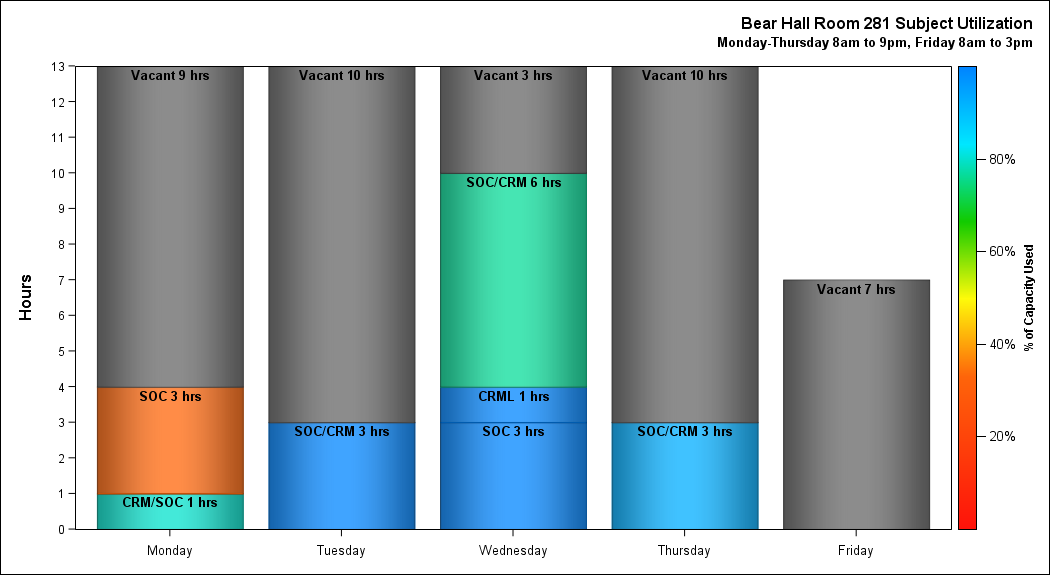 Bear Hall Room 281 Subject Utilization
Monday-Thursday 8am to 9pm, Friday 8am to 3pm
Hours
13
12
11
10
9
8
7
6
5
4
3
2
1
0
Vacant 9 hrs
SOC 3 hrs
CRM/SOC 1 hrs
Vacant 10 hrs
SOC/CRM 3 hrs
Vacant 3 hrs
SOC/CRM 6 hrs
CRML 1 hrs
SOC 3 hrs
Vacant 10 hrs
SOC/CRM 3 hrs
Vacant 7 hrs
Monday
Tuesday
Wednesday
Thursday
Friday
80%
60%
40%
20%
% of Capacity Used